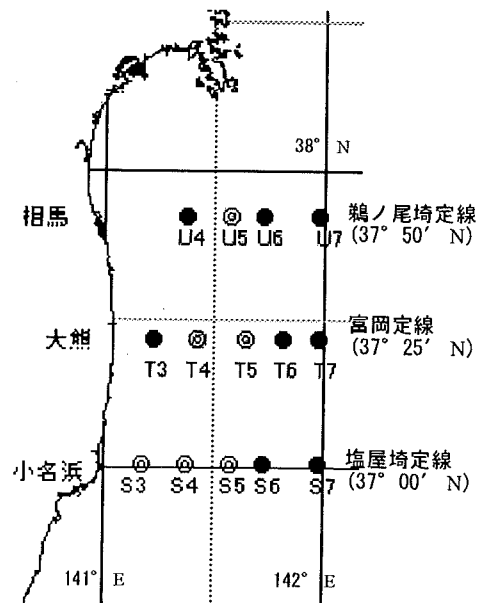 38° N
相馬
U4 U5 U6 U7
鵜ノ尾埼定線
(37° 50′ N)
大熊
T3 T4 T5 T6 T7
富岡定線
(37° 25′ N)
小名浜
S3 S4 S5 S6 S7
塩屋埼定線
(37° 00′ N)
141° E
142° E